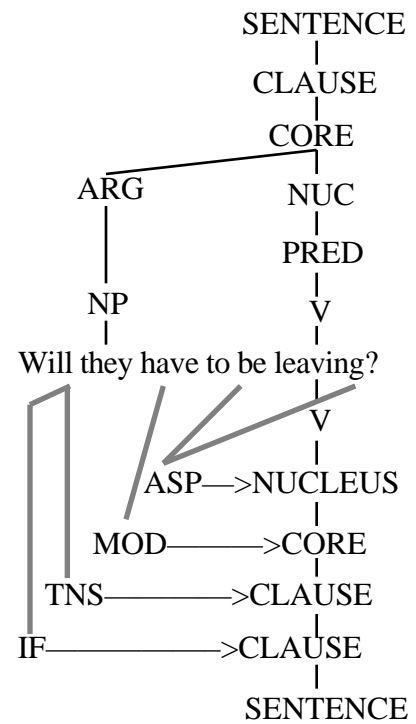 SENTENCE
CLAUSE
CORE
ARG NUC
PRED
NP V
Will they have to be leaving?
V
ASP—>NUCLEUS
MOD———>CORE
TNS————>CLAUSE
IF——————>CLAUSE
SENTENCE